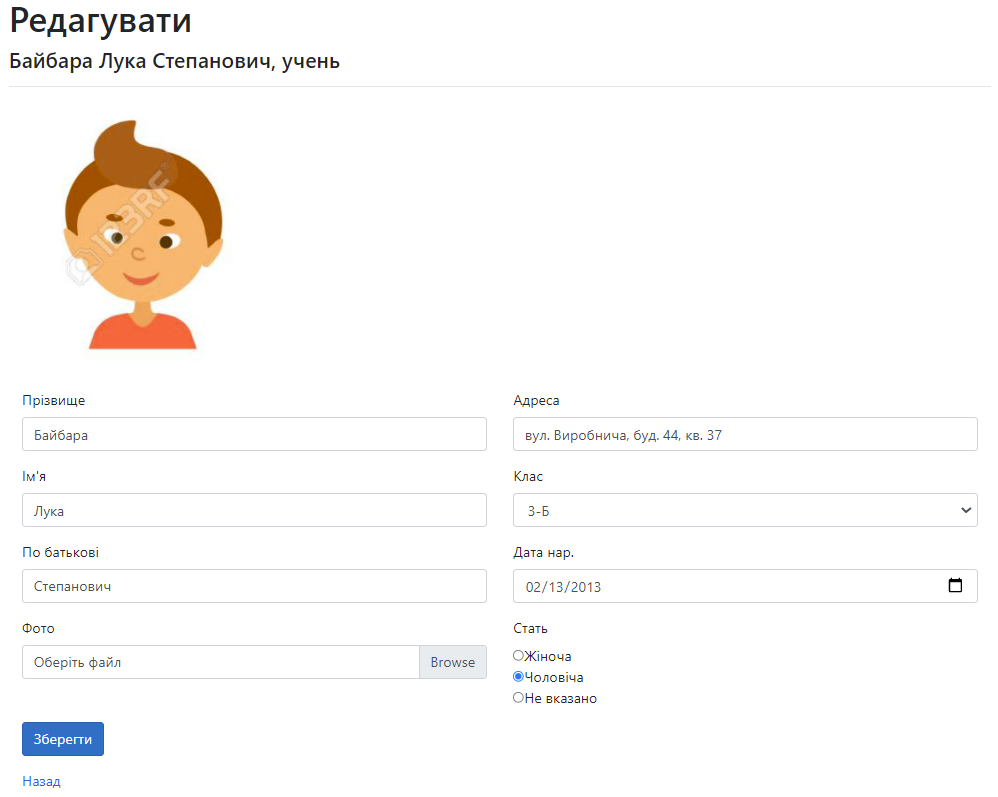 Редагувати
Байбара Лука Степанович, учень
123RF
Прізвище
Байбара
Ім'я
Лука
По батькові
Степанович
Фото
Оберіть файл Browse
Адреса
вул. Виробнича, буд. 44, кв. 37
Клас
3-Б
Дата нар.
02/13/2013
Стать
Жіноча
Чоловіча
Не вказано
Зберегти
Назад